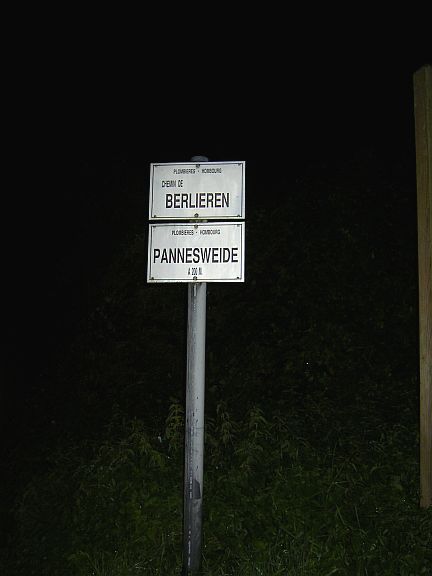 PLOMBIERES - HOMBOURG
CHEMIN DE
BERLIEREN
PLOMBIERES - HOMBOURG
PANNESWEIDE
A 200 M.